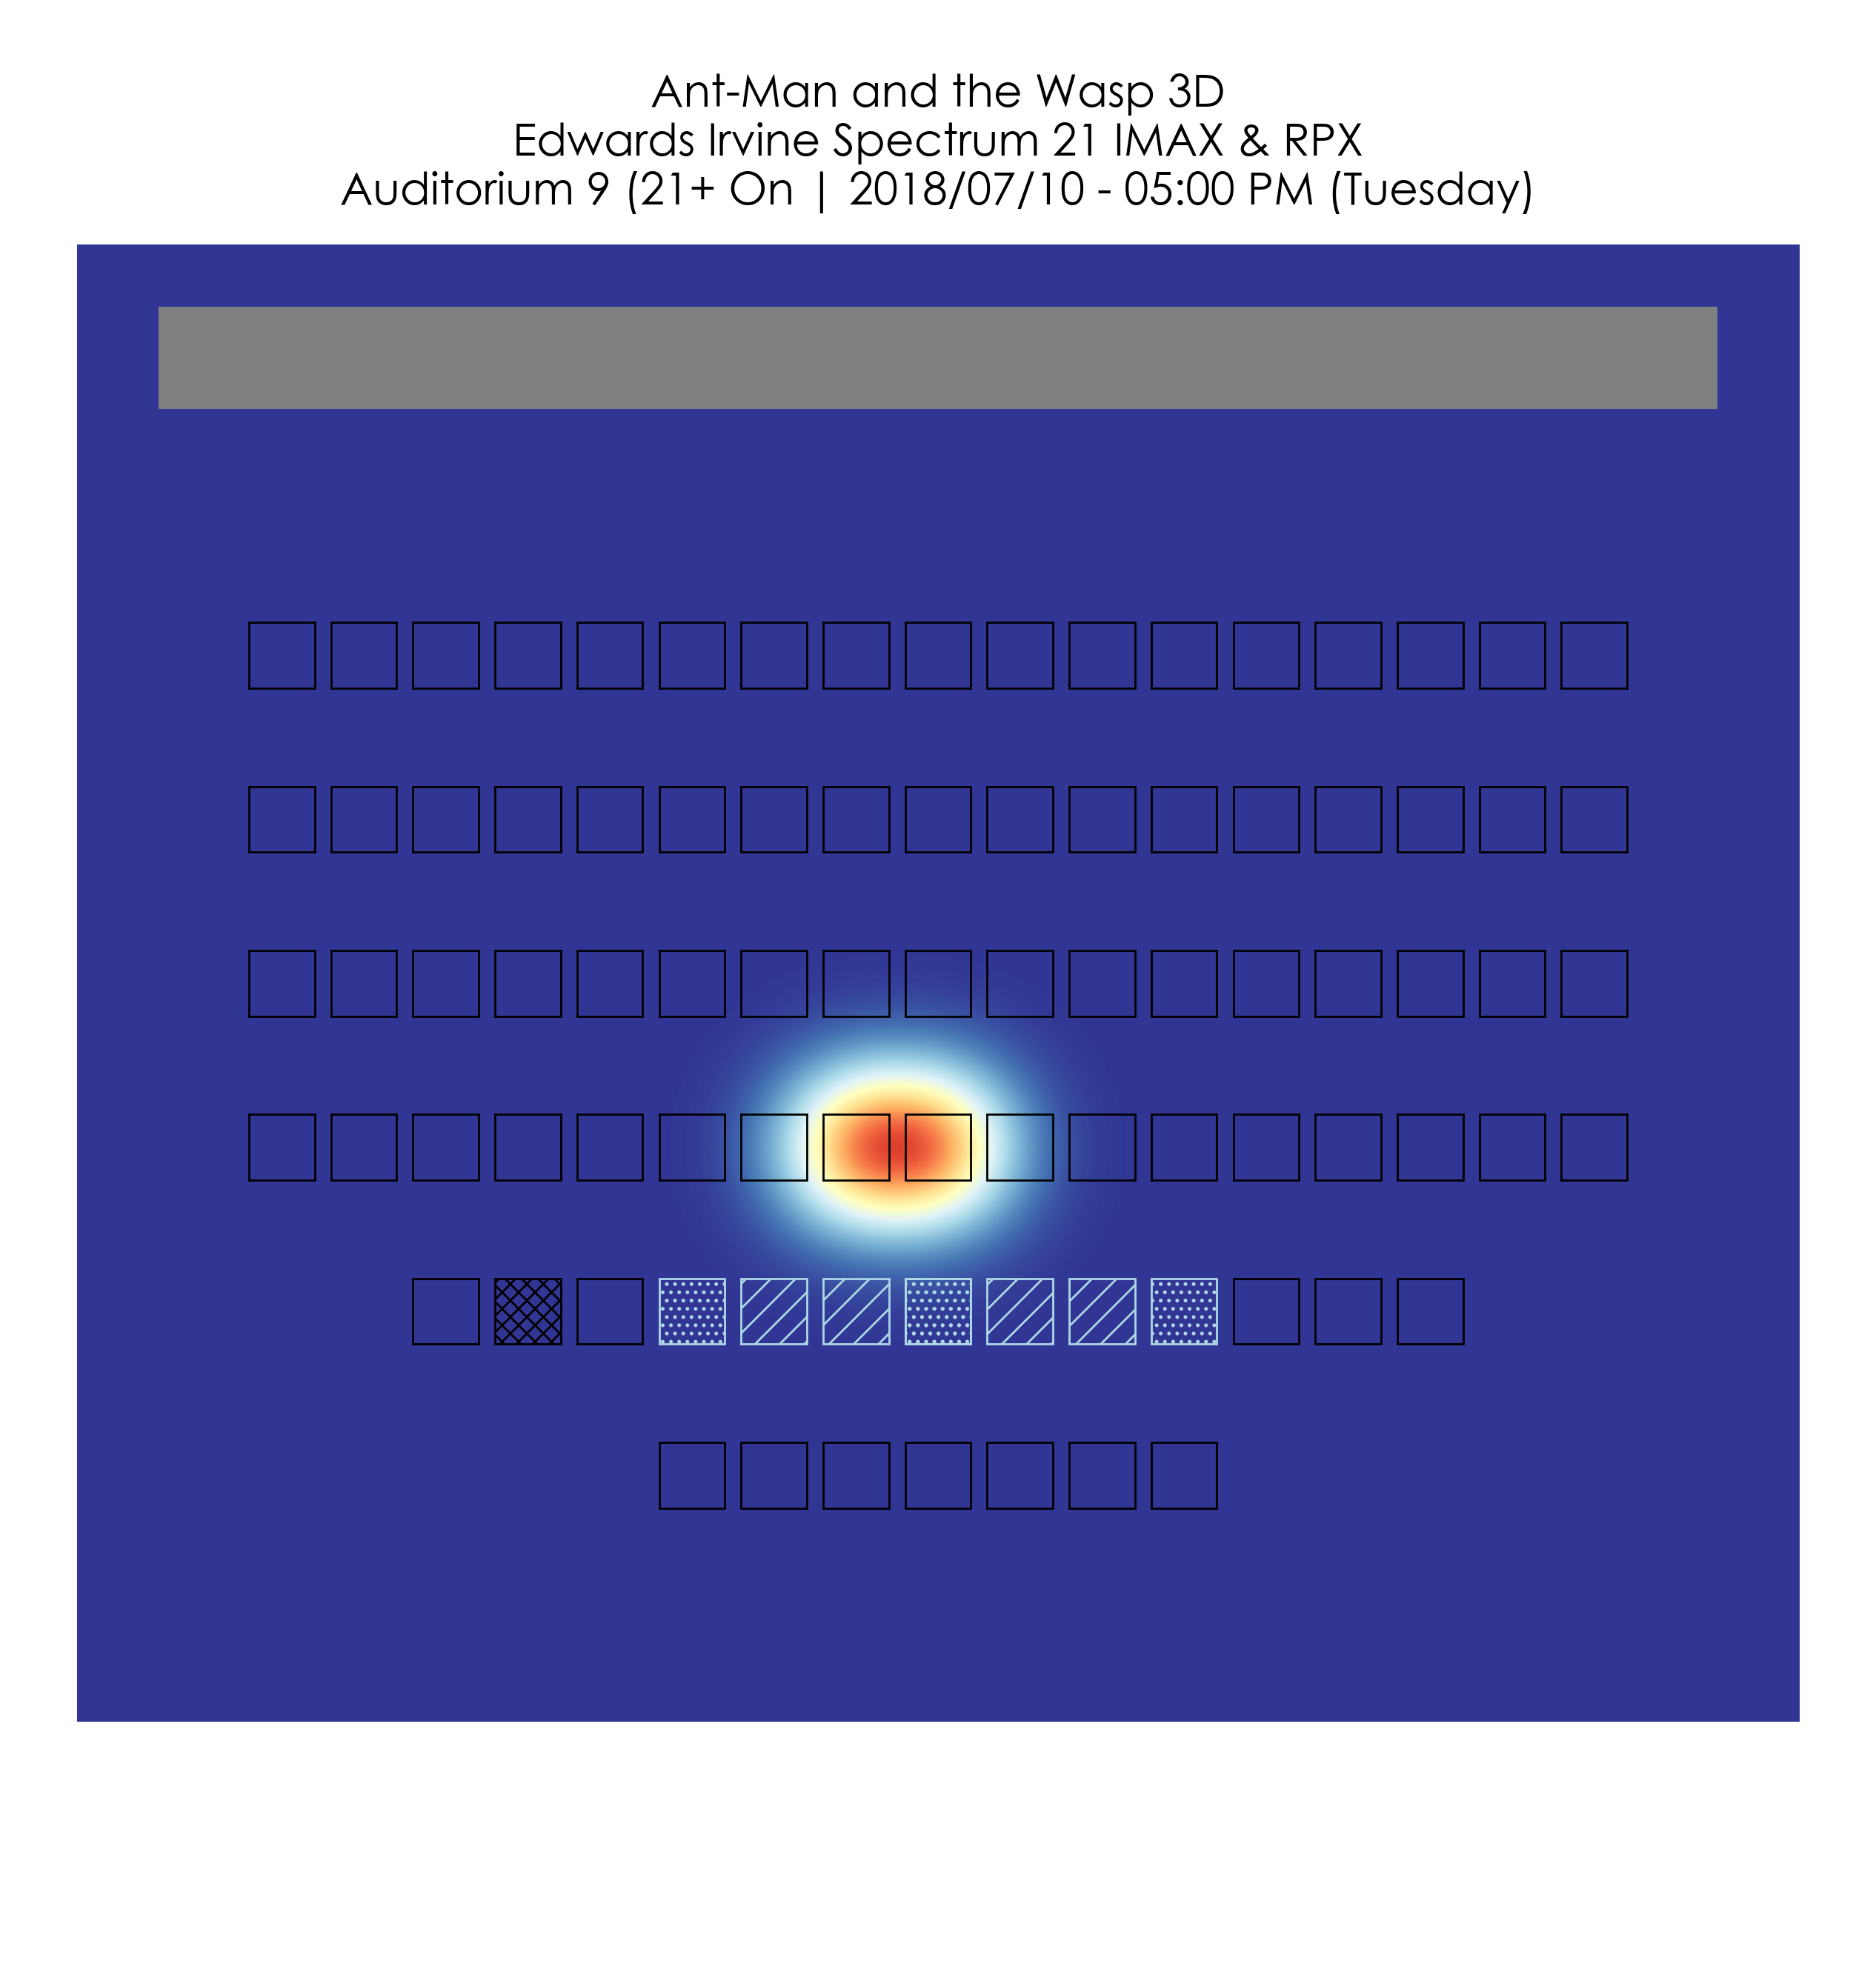 Ant-Man and the Wasp 3D
Edwards Irvine Spectrum 21 IMAX & RPX
Auditorium 9 (21+ On | 2018/07/10 - 05:00 PM (Tuesday)